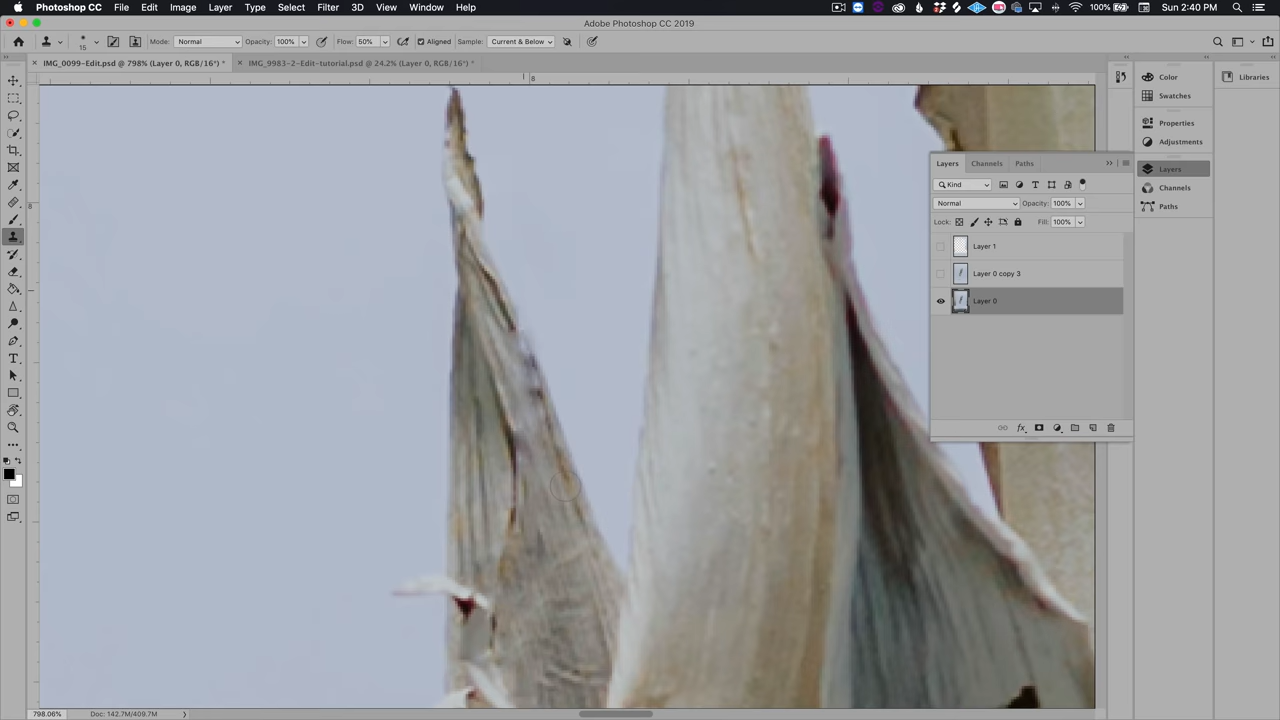 Photoshop CC File Edit Image Layer Type Select Filter 3D View Window Help 100% Sun 2:40 PM
Adobe Photoshop CC 2019
15 Mode: Normal Opacity: 100% Flow: 50% Aligned Sample: Current & Below
× IMG_0099-Edit.psd @ 798% (Layer 0, RGB/16*) * × IMG_9983-2-Edit-tutorial.psd @ 24.2% (Layer 0, RGB/16*) *
6
8
Color
Swatches
Properties
Adjustments
Layers
Channels
Paths
Libraries
Layers Channels Paths
Kind
Normal Opacity: 100%
Lock: Fill: 100%
Layer 1
Layer 0 copy 3
Layer 0
fx
798.06% Doc: 142.7M/409.7M